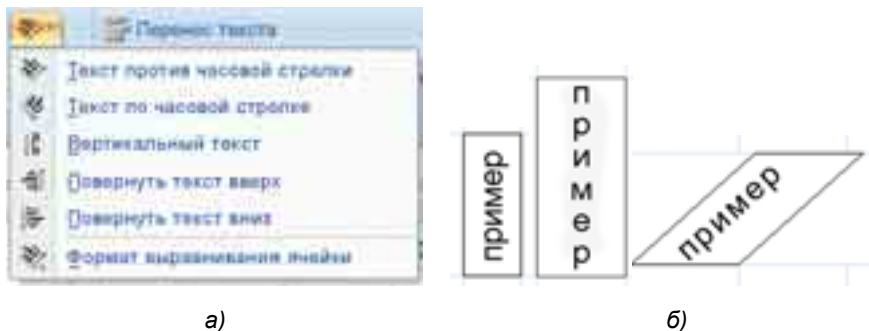 Перенос текста
Текст против часовой стрелки
Текст по часовой стрелке
Вертикальный текст
Повернуть текст вверх
Повернуть текст вниз
Формат выравнивания ячейки
пример
пример
пример
а)
б)